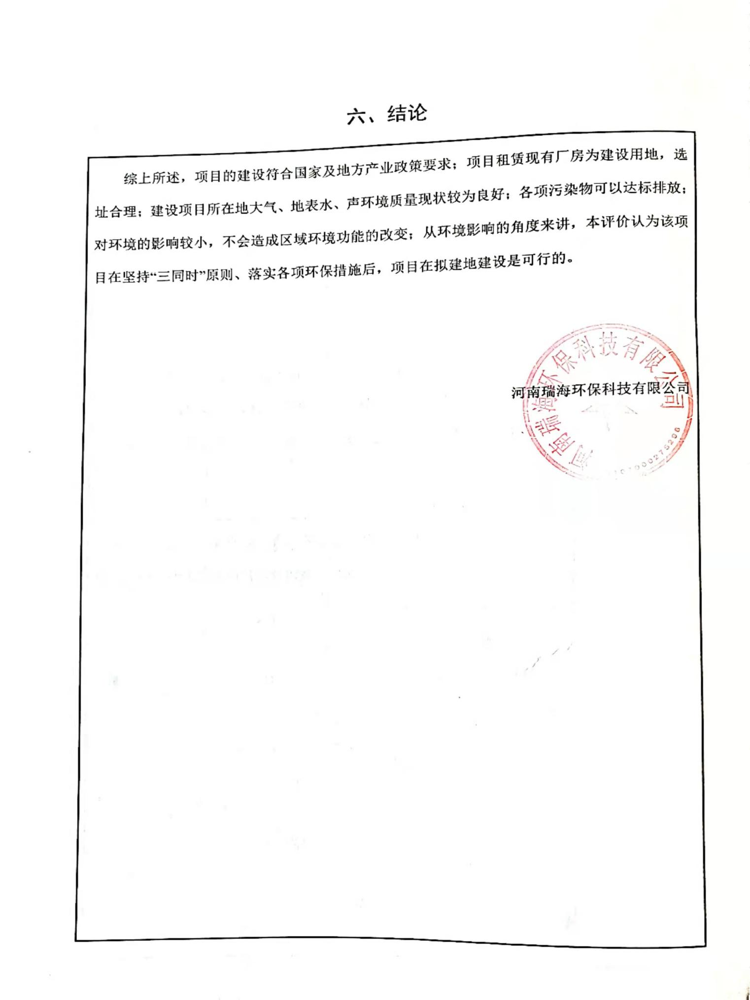 六、结论
综上所述，项目的建设符合国家及地方产业政策要求；项目租赁现有厂房为建设用地，选
址合理；建设项目所在地大气、地表水、声环境质量现状较为良好；各项污染物可以达标排放；
对环境的影响较小，不会造成区域环境功能的改变；从环境影响的角度来讲，本评价认为该项
目在坚持“三同时”原则、落实各项环保措施后，项目在拟建地建设是可行的。
河南瑞海环保科技有限公司
河南瑞海环保科技有限公司